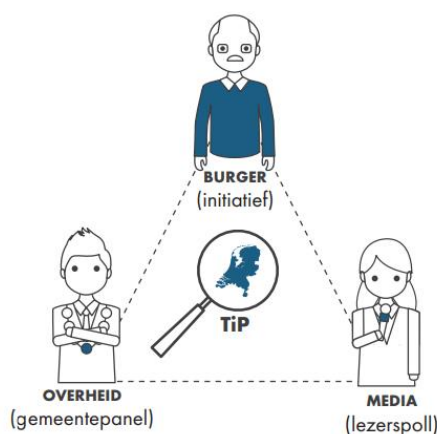 BURGER
(initiatief)
TiP
OVERHEID
(gemeentepanel)
MEDIA
(lezerspoll)